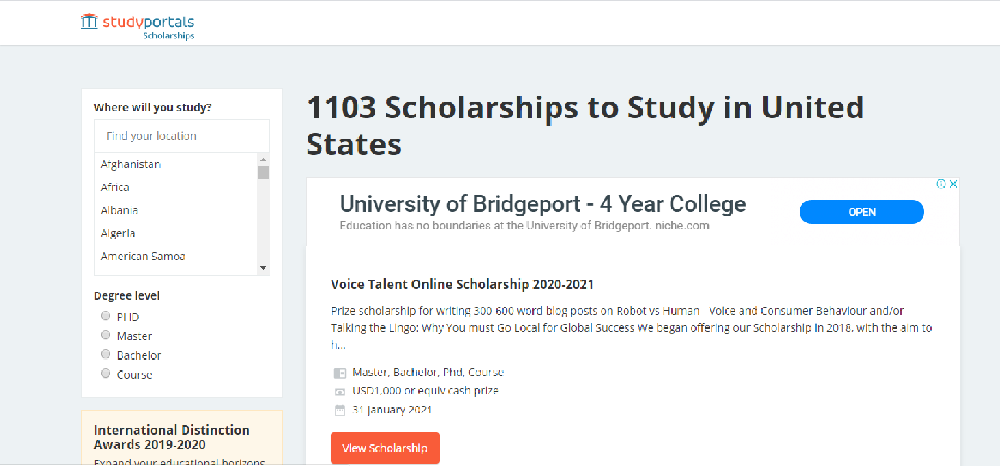 studyportals
Scholarships
Where will you study?
Find your location
Afghanistan
Africa
Albania
Algeria
American Samoa
Degree level
PHD
Master
Bachelor
Course
International Distinction
Awards 2019-2020
Expand your educational horizons
1103 Scholarships to Study in United
States
University of Bridgeport - 4 Year College
Education has no boundaries at the University of Bridgeport. niche.com
OPEN
Voice Talent Online Scholarship 2020-2021
Prize scholarship for writing 300-600 word blog posts on Robot vs Human - Voice and Consumer Behaviour and/or
Talking the Lingo: Why You must Go Local for Global Success We began offering our Scholarship in 2018, with the aim to
h...
Master, Bachelor, Phd, Course
USD1,000 or equiv cash prize
31 January 2021
View Scholarship